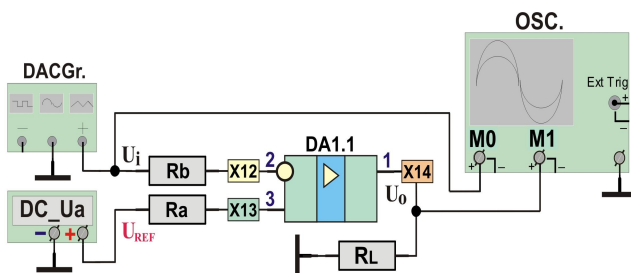 OSC.
DACGr.
Ext Trig
+
−
− +
M0 M1
+ − + −
DA1.1
Ui Rb X12 2 1 X14
Uo
DC_Ua
− +
Ra X13 3
UREF
RL